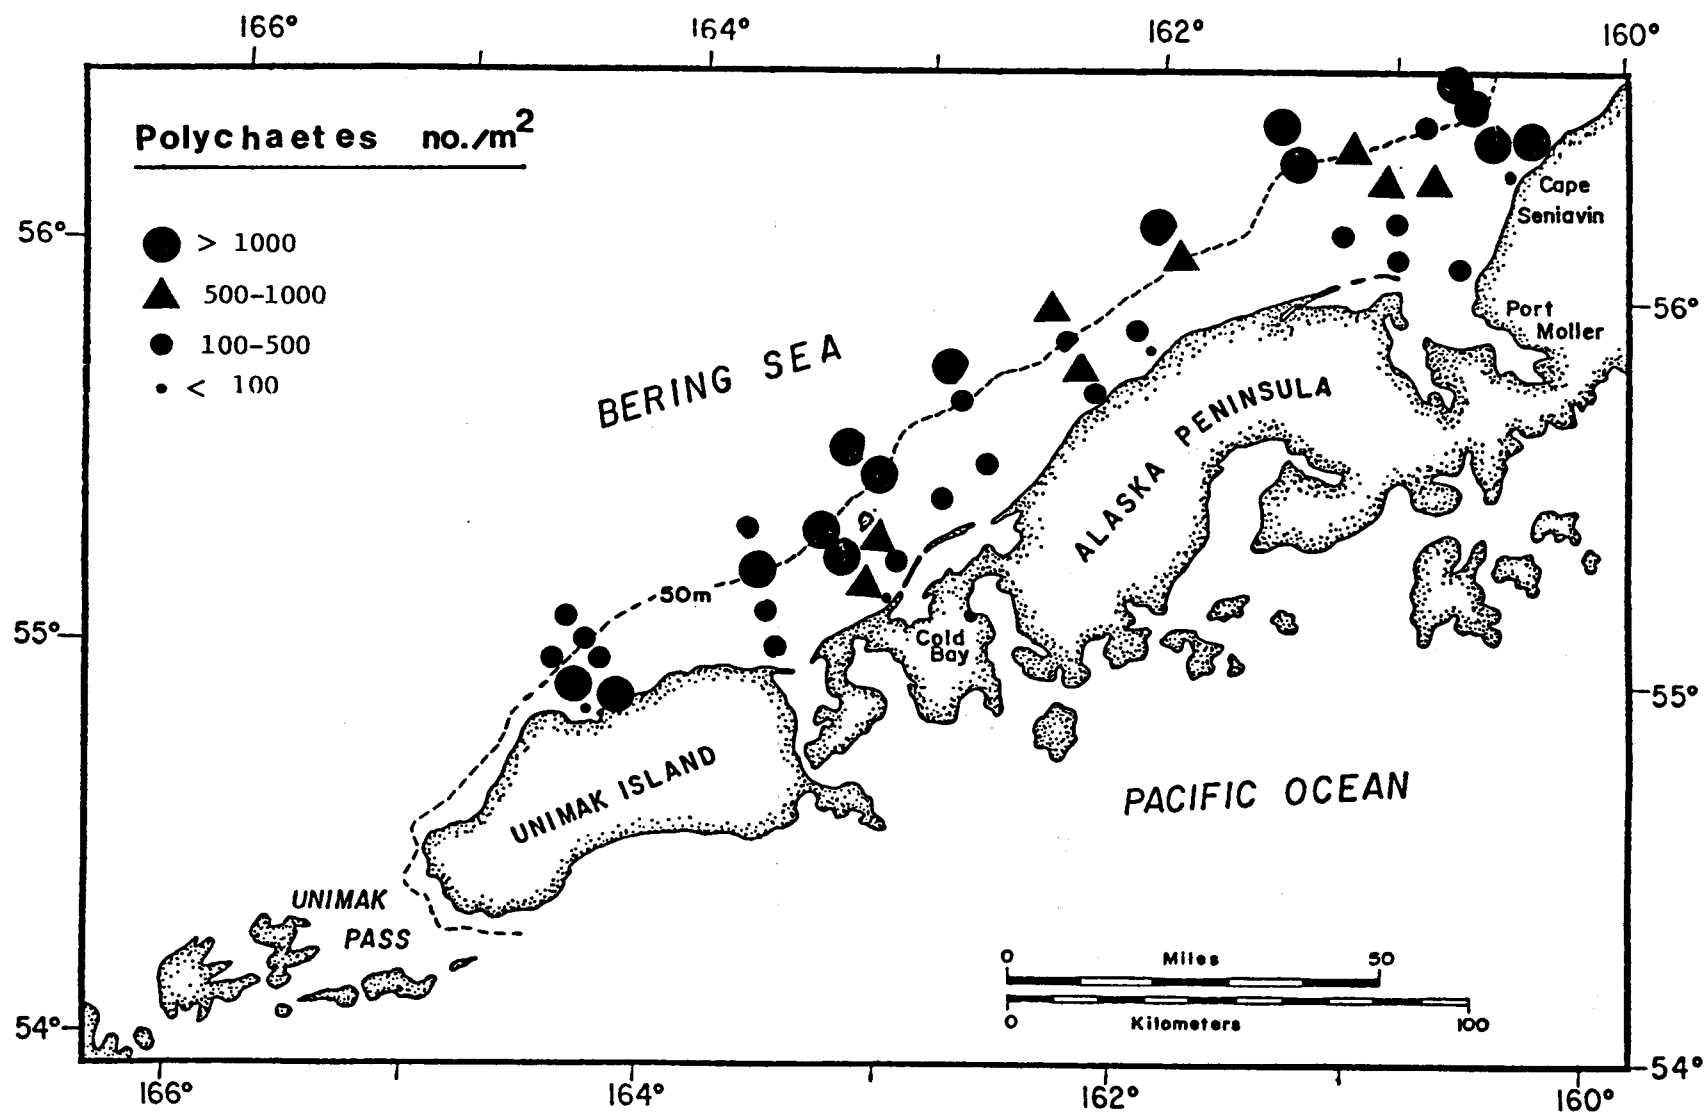 166° 164° 162° 160°
Polychaetes no./m²
> 1000
500-1000
100-500
< 100
56°
56°
Cape
Seniavin
Port
Moller
BERING SEA
ALASKA PENINSULA
50m
55°
55°
Cold
Bay
UNIMAK ISLAND
PACIFIC OCEAN
UNIMAK
PASS
0 Miles 50
0 Kilometers 100
54°
54°
166° 164° 162° 160°